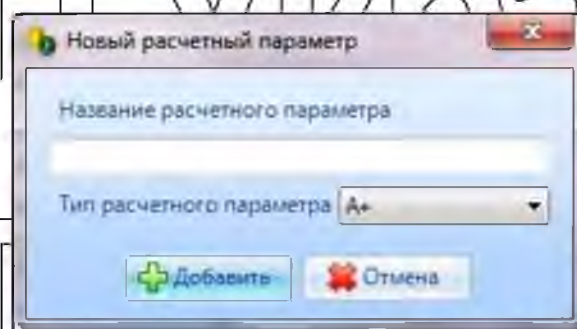 Новый расчетный параметр
Название расчетного параметра
Тип расчетного параметра A+
Добавить Отмена